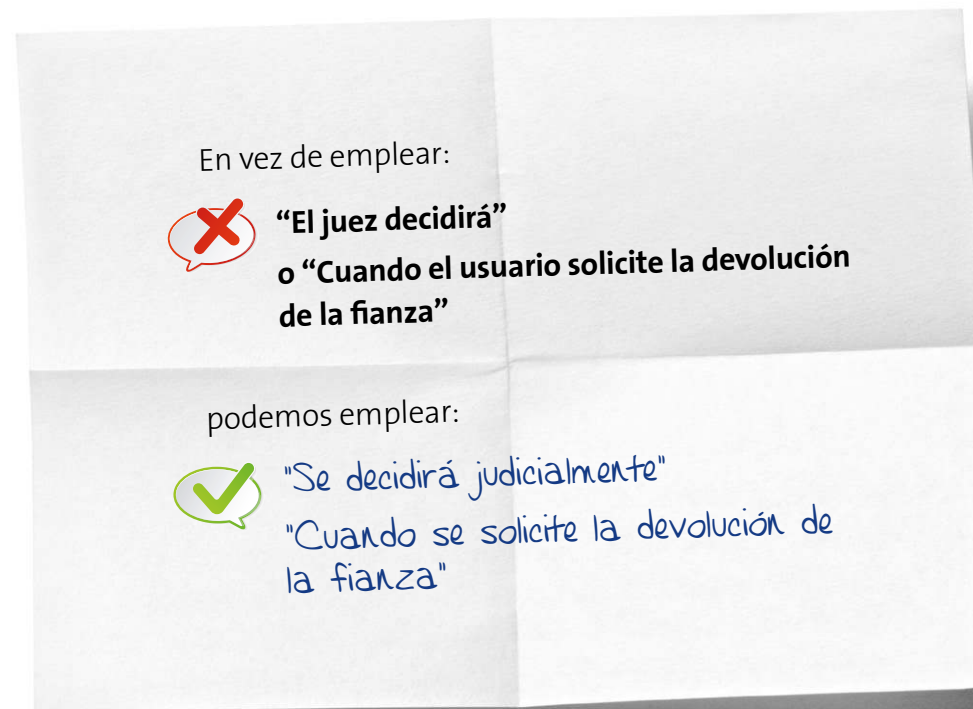 En vez de emplear:
“El juez decidirá”
o “Cuando el usuario solicite la devolución
de la fianza”
podemos emplear:
"Se decidirá judicialmente"
"Cuando se solicite la devolución de
la fianza"